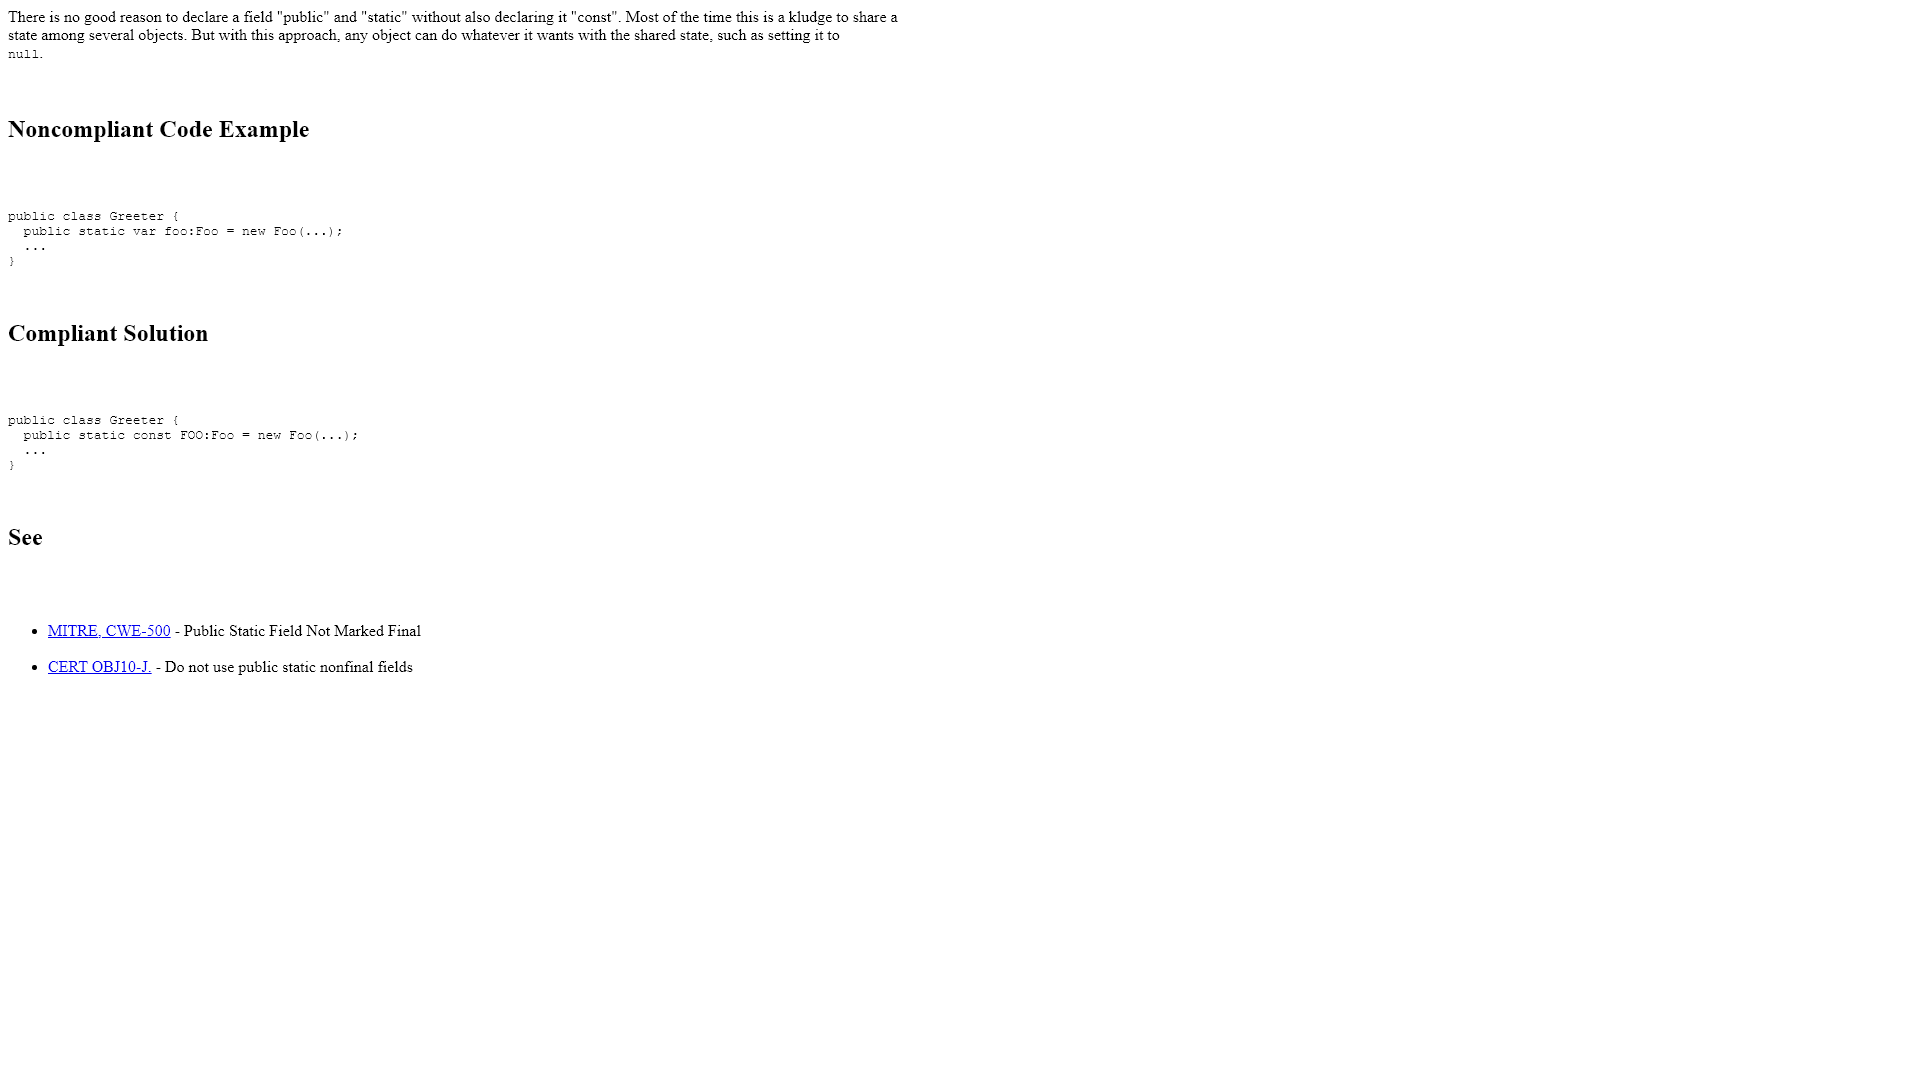 There is no good reason to declare a field "public" and "static" without also declaring it "const". Most of the time this is a kludge to share a
state among several objects. But with this approach, any object can do whatever it wants with the shared state, such as setting it to
null.
Noncompliant Code Example
public class Greeter {
  public static var foo:Foo = new Foo(...);
  ...
}
Compliant Solution
public class Greeter {
  public static const FOO:Foo = new Foo(...);
  ...
}
See
• MITRE, CWE-500 - Public Static Field Not Marked Final
• CERT OBJ10-J. - Do not use public static nonfinal fields